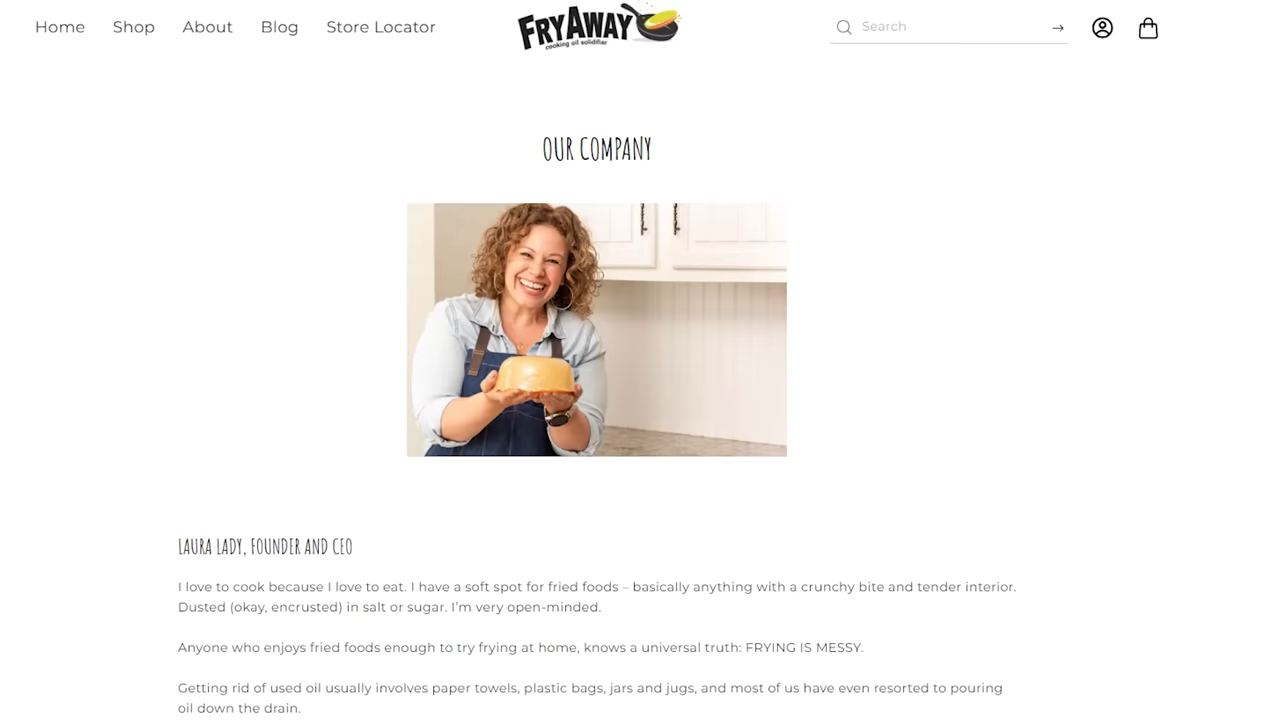 Home Shop About Blog Store Locator
FRYAWAY
cooking oil solidifier
Search
OUR COMPANY
LAURA LADY, FOUNDER AND CEO
I love to cook because I love to eat. I have a soft spot for fried foods – basically anything with a crunchy bite and tender interior.
Dusted (okay, encrusted) in salt or sugar. I’m very open-minded.
Anyone who enjoys fried foods enough to try frying at home, knows a universal truth: FRYING IS MESSY.
Getting rid of used oil usually involves paper towels, plastic bags, jars and jugs, and most of us have even resorted to pouring
oil down the drain.